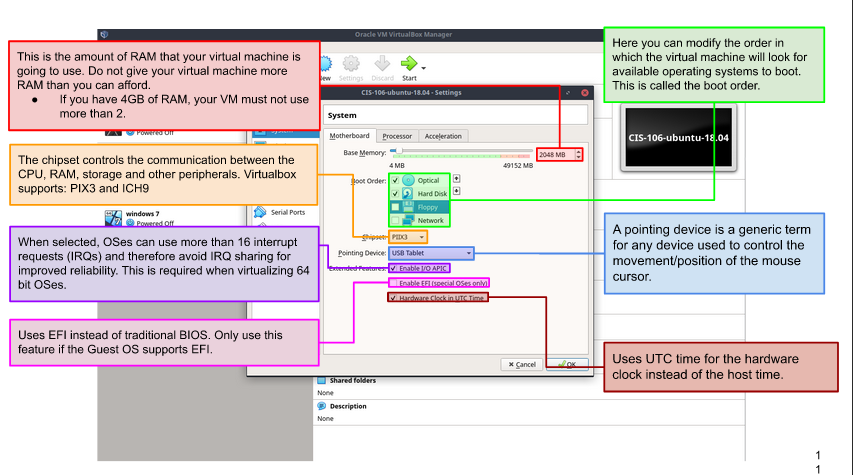 Oracle VM VirtualBox Manager
This is the amount of RAM that your virtual machine is
going to use. Do not give your virtual machine more
RAM than you can afford.
● If you have 4GB of RAM, your VM must not use
more than 2.
Settings
Discard
Start
Here you can modify the order in
which the virtual machine will look for
available operating systems to boot.
This is called the boot order.
CIS-106-ubuntu-18.04 - Settings
System
Powered Off
Motherboard
Processor
Acceleration
CIS-106-ubuntu-18.04
Base Memory:
2048 MB
4 MB
49152 MB
The chipset controls the communication between the
CPU, RAM, storage and other peripherals. Virtualbox
supports: PIX3 and ICH9
Boot Order:
Optical
Hard Disk
Floppy
Network
windows 7
Powered Off
Serial Ports
Chipset:
PIIX3
Pointing Device:
USB Tablet
Extended Features:
Enable I/O APIC
Enable EFI (special OSes only)
Hardware Clock in UTC Time
When selected, OSes can use more than 16 interrupt
requests (IRQs) and therefore avoid IRQ sharing for
improved reliability. This is required when virtualizing 64
bit OSes.
A pointing device is a generic term
for any device used to control the
movement/position of the mouse
cursor.
Uses EFI instead of traditional BIOS. Only use this
feature if the Guest OS supports EFI.
Uses UTC time for the hardware
clock instead of the host time.
Cancel
OK
Shared folders
None
Description
None
1
1